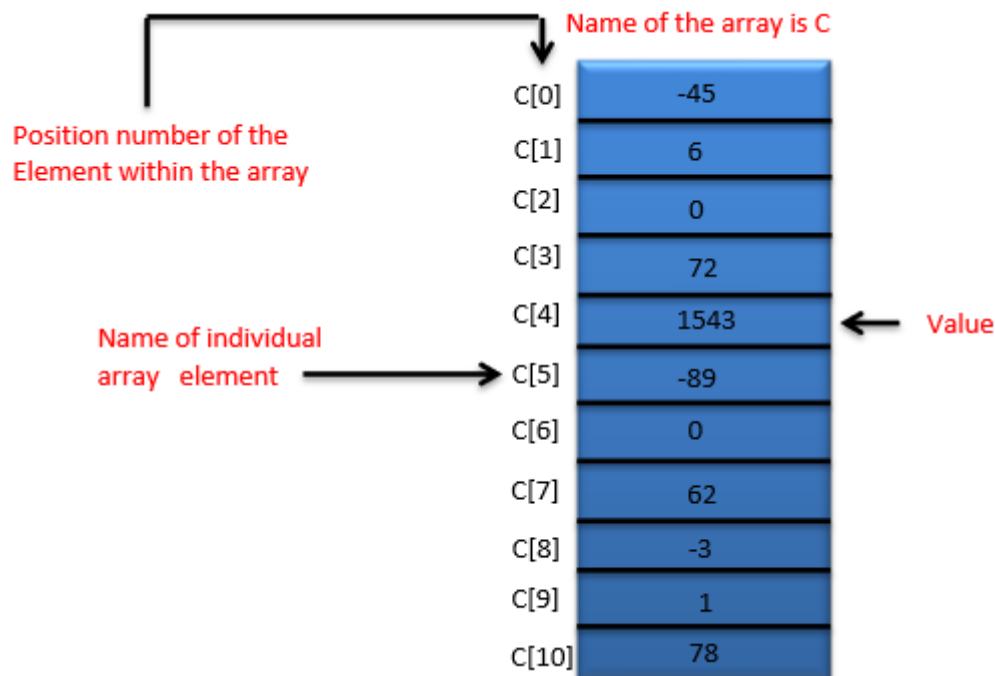 Name of the array is C
Position number of the
Element within the array
C[0] -45
C[1] 6
C[2] 0
C[3] 72
C[4] 1543
Value
Name of individual
array element
C[5] -89
C[6] 0
C[7] 62
C[8] -3
C[9] 1
C[10] 78